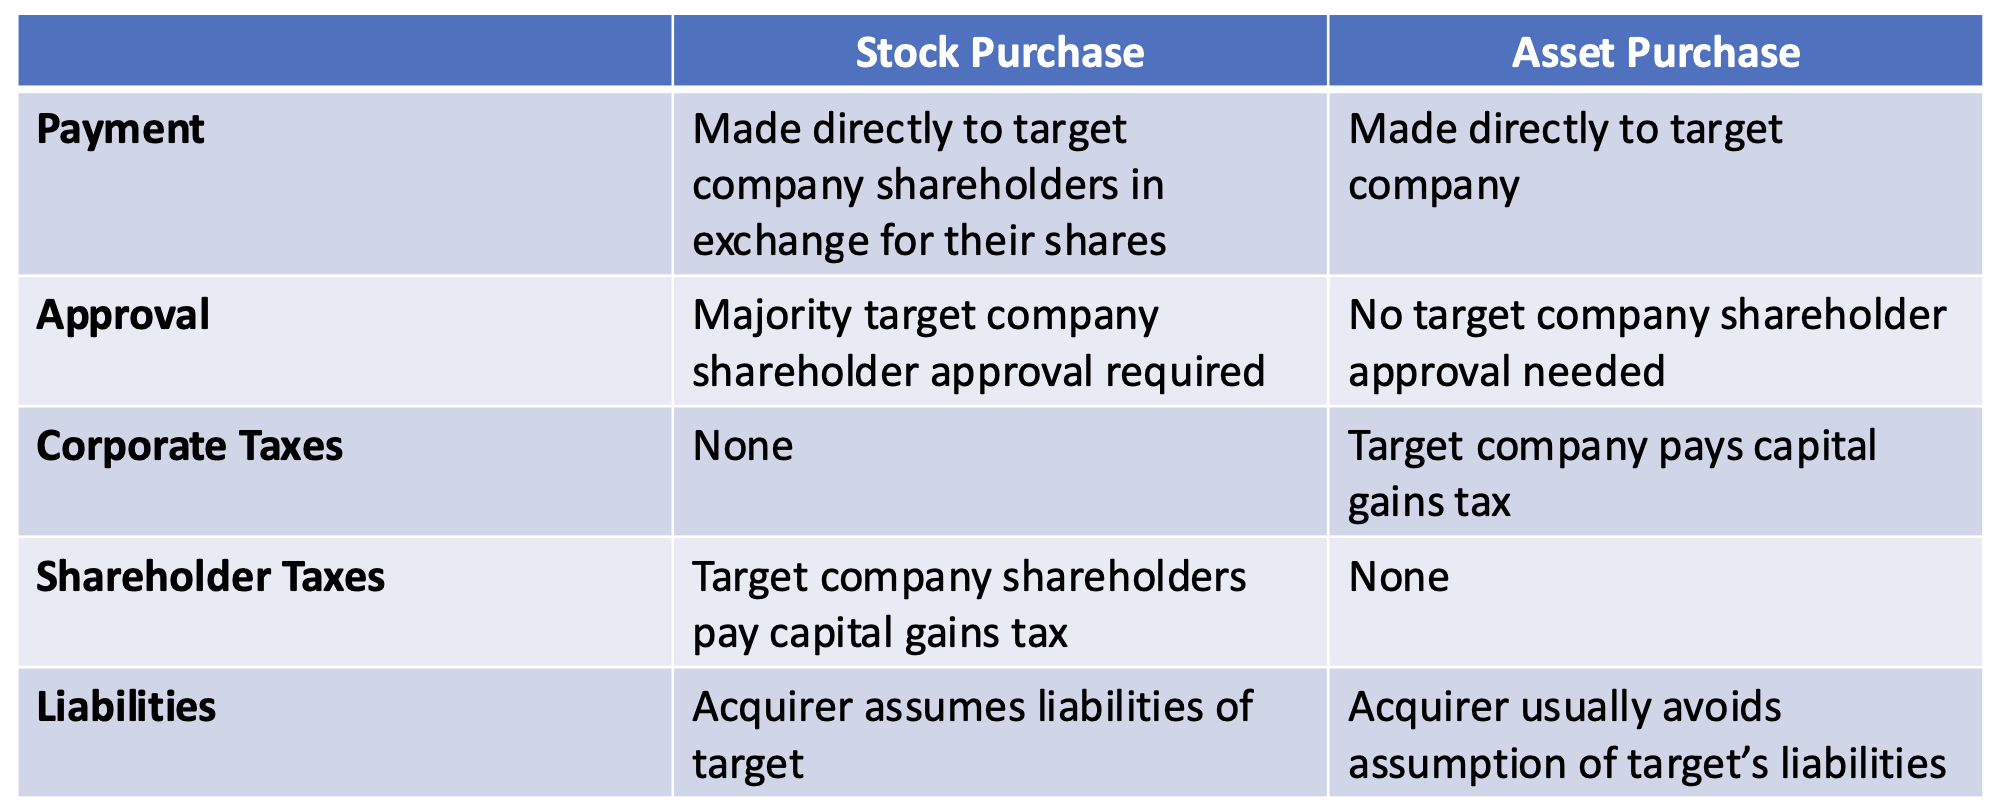 Stock Purchase
Asset Purchase
Payment
Made directly to target
company shareholders in
exchange for their shares
Made directly to target
company
Approval
Majority target company
shareholder approval required
No target company shareholder
approval needed
Corporate Taxes
None
Target company pays capital
gains tax
Shareholder Taxes
Target company shareholders
pay capital gains tax
None
Liabilities
Acquirer assumes liabilities of
target
Acquirer usually avoids
assumption of target’s liabilities